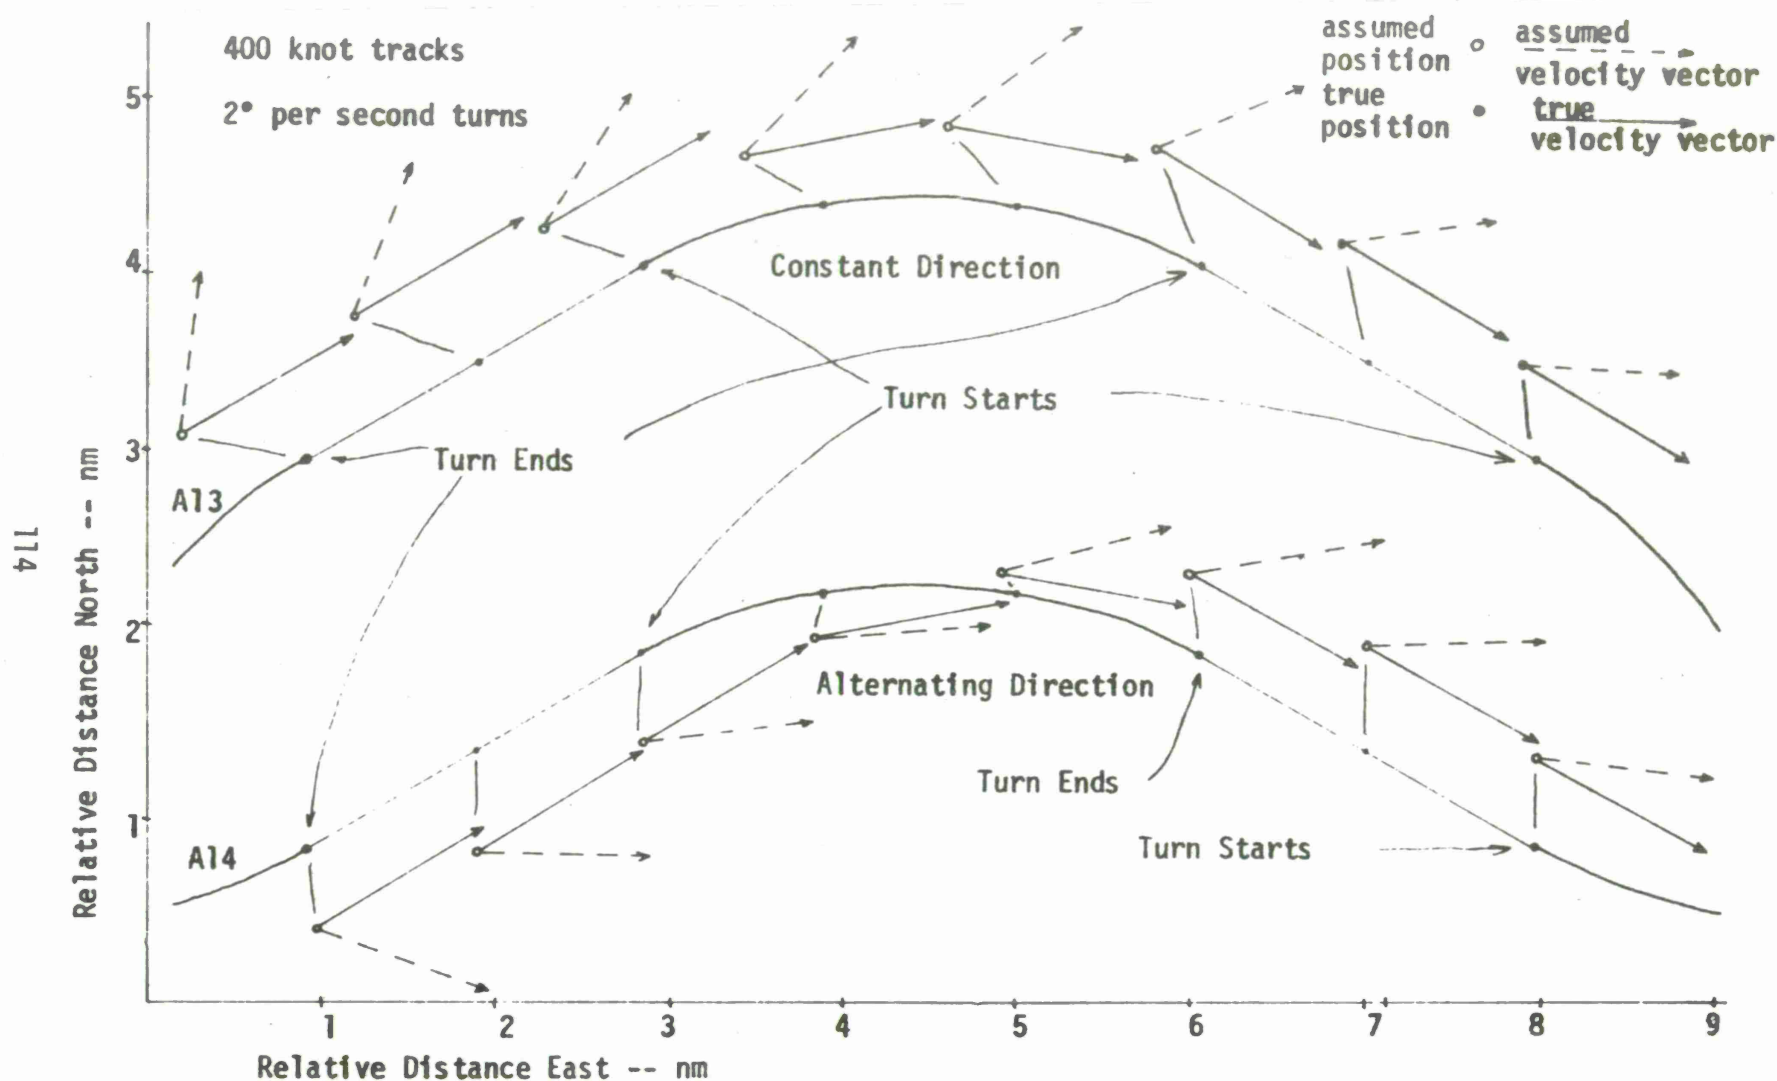 400 knot tracks
2° per second turns
assumed
position
assumed
velocity vector
true
position
true
velocity vector
5
4
3
2
1
Constant Direction
Turn Starts
Turn Ends
A13
Alternating Direction
Turn Ends
Turn Starts
A14
Relative Distance North -- nm
114
1 2 3 4 5 6 7 8 9
Relative Distance East -- nm